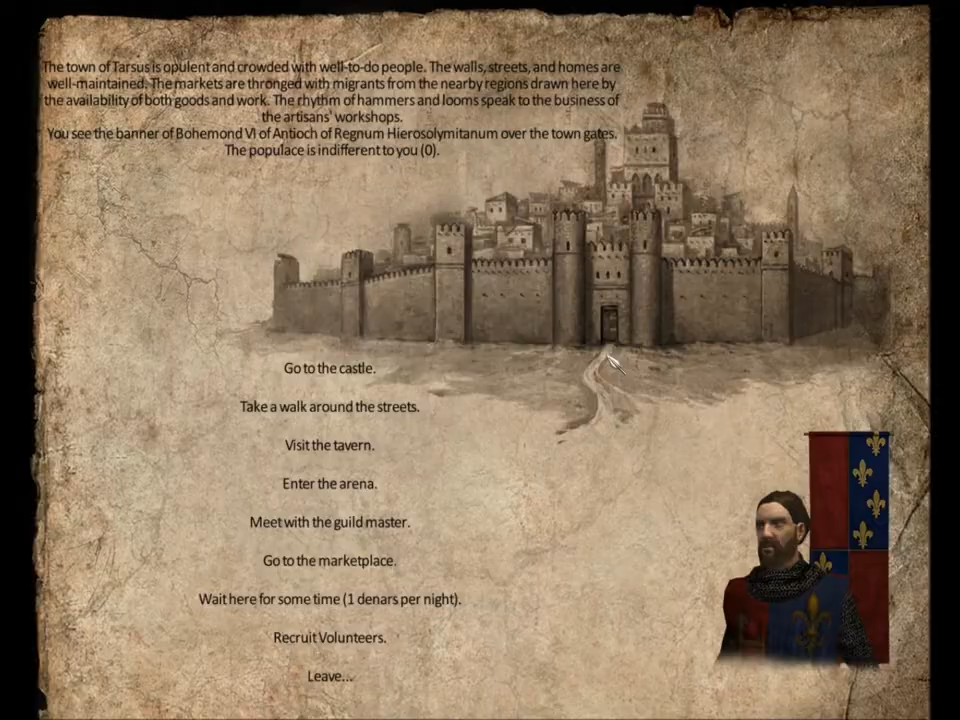 The town of Tarsus is opulent and crowded with well-to-do people. The walls, streets, and homes are
well-maintained. The markets are thronged with migrants from the nearby regions drawn here by
the availability of both goods and work. The rhythm of hammers and looms speak to the business of
the artisans' workshops.
You see the banner of Bohemond VI of Antioch of Regnum Hierosolymitanum over the town gates.
The populace is indifferent to you (0).
Go to the castle.
Take a walk around the streets.
Visit the tavern.
Enter the arena.
Meet with the guild master.
Go to the marketplace.
Wait here for some time (1 denars per night).
Recruit Volunteers.
Leave...